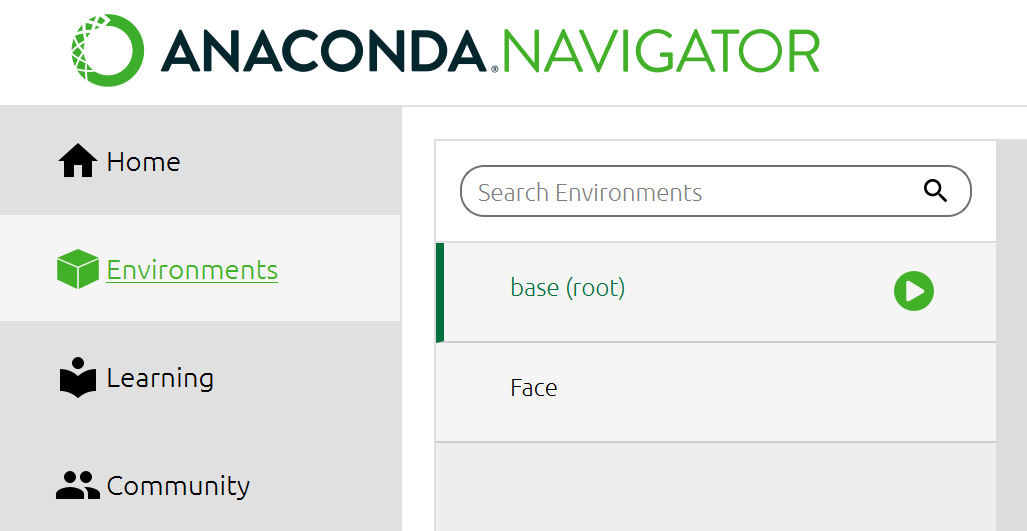 ANACONDA.NAVIGATOR
Home
Environments
Learning
Community
Search Environments
base (root)
Face